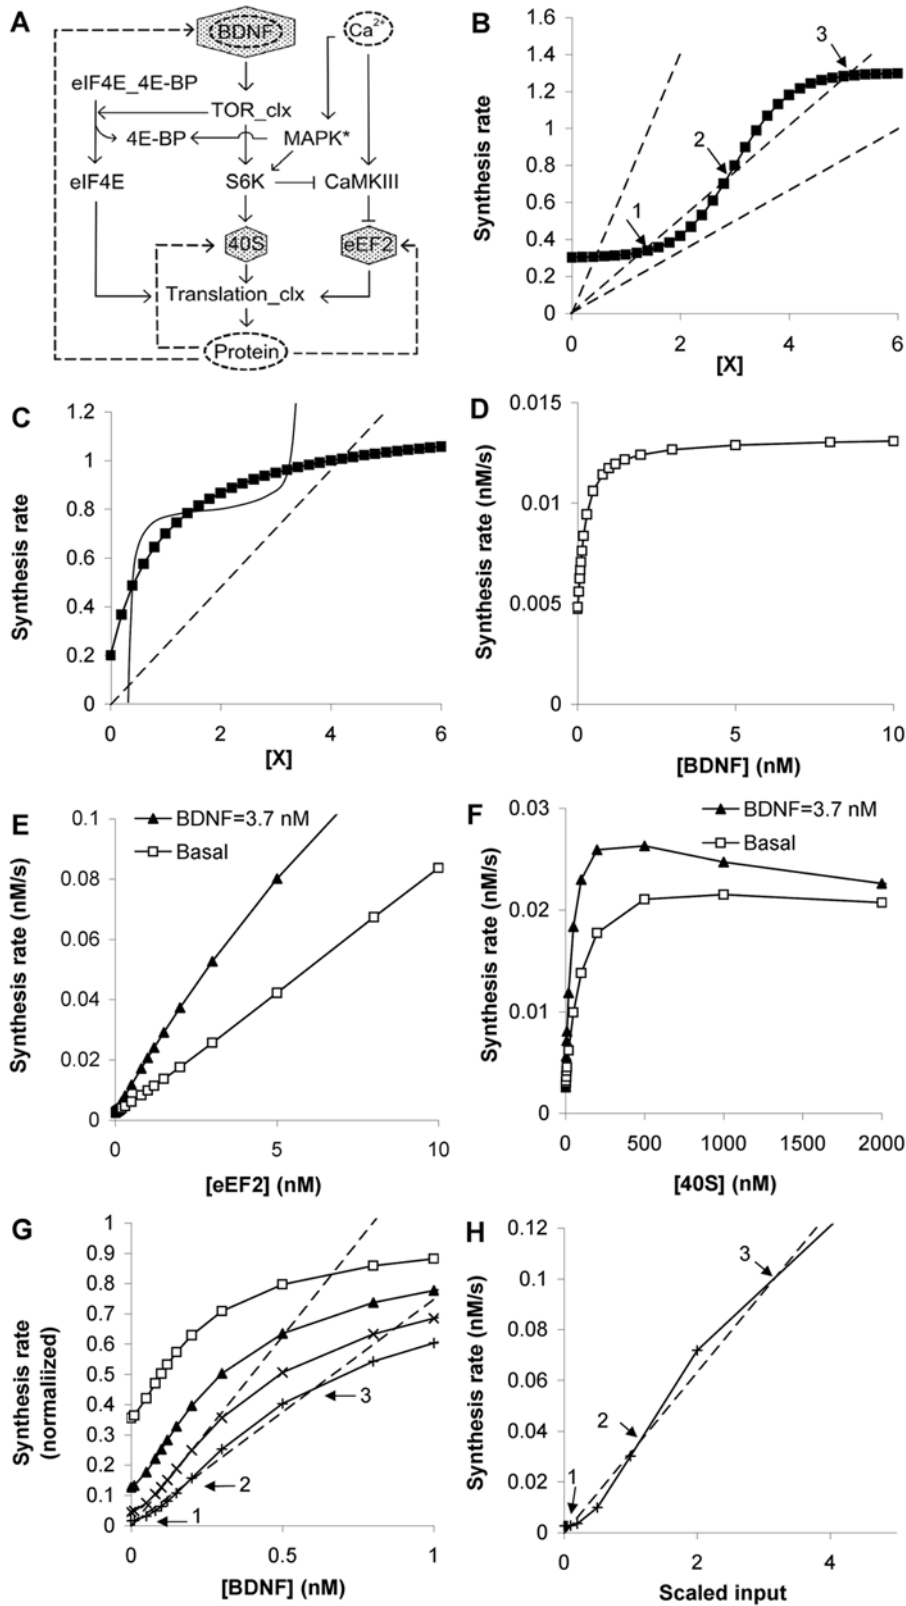 A
BDNF
Ca2+
eIF4E_4E-BP
TOR_clx
4E-BP
MAPK*
eIF4E
S6K
CaMKIII
40S
eEF2
Translation_clx
Protein
B
Synthesis rate
1.6
1.4
1.2
1.0
0.8
0.6
0.4
0.2
0
1
2
3
0 2 4 6
[X]
C
Synthesis rate
1.2
1
0.8
0.6
0.4
0.2
0
0 2 4 6
[X]
D
Synthesis rate (nM/s)
0.015
0.01
0.005
0
0 5 10
[BDNF] (nM)
E
Synthesis rate (nM/s)
BDNF=3.7 nM
Basal
0.1
0.08
0.06
0.04
0.02
0
0 5 10
[eEF2] (nM)
F
Synthesis rate (nM/s)
BDNF=3.7 nM
Basal
0.03
0.02
0.01
0
0 500 1000 1500 2000
[40S] (nM)
G
Synthesis rate
(normaliized)
1
0.9
0.8
0.7
0.6
0.5
0.4
0.3
0.2
0.1
0
3
2
1
0 0.5 1
[BDNF] (nM)
H
Synthesis rate (nM/s)
0.12
0.1
0.08
0.06
0.04
0.02
0
3
2
1
0 2 4
Scaled input